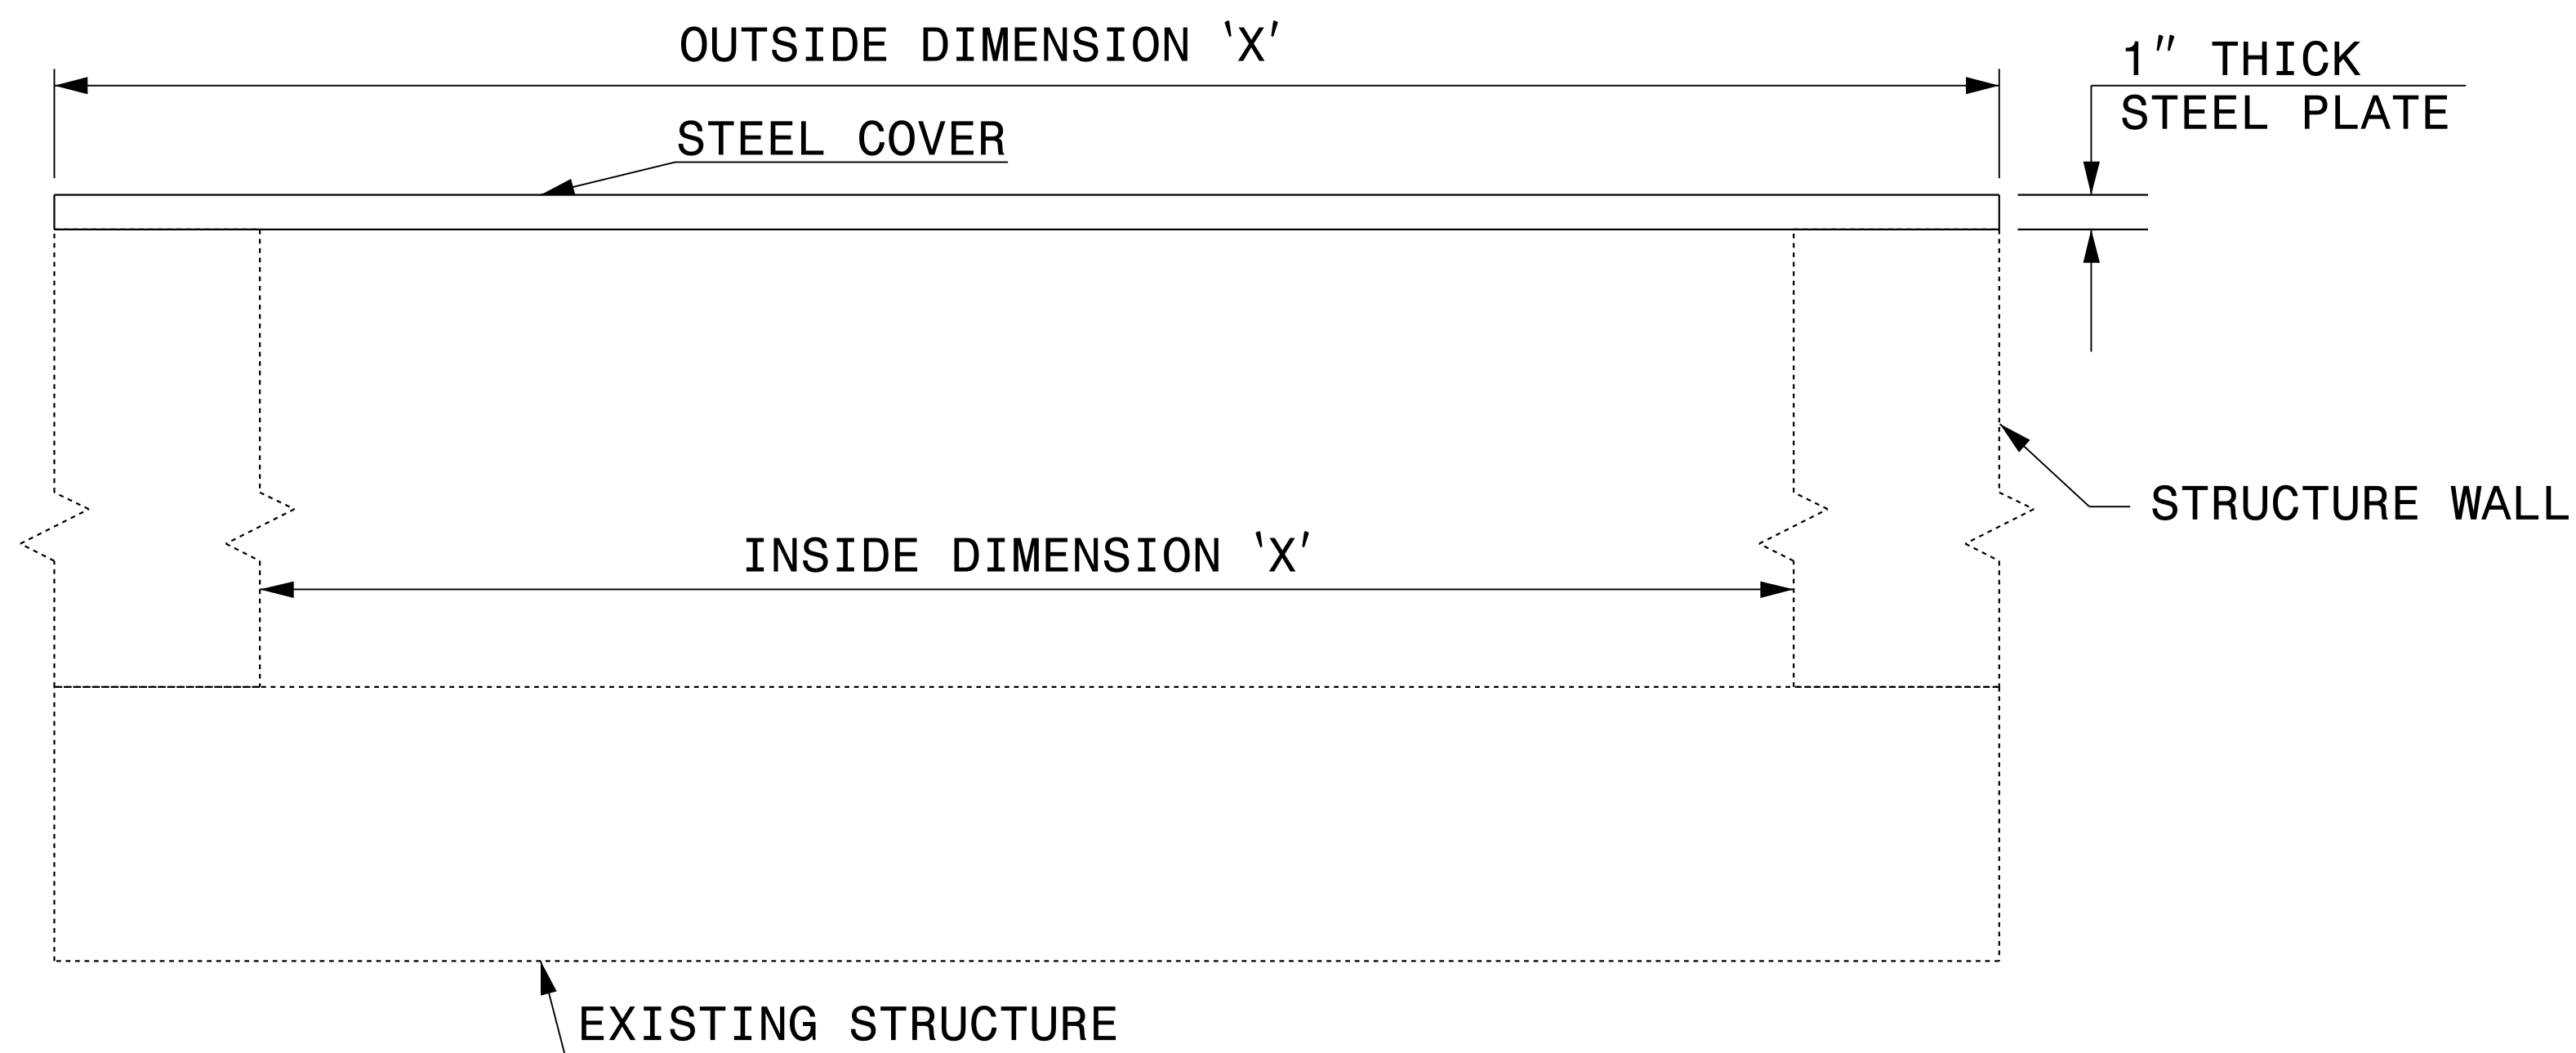 OUTSIDE DIMENSION ‘X’
1″ THICK
STEEL PLATE
STEEL COVER
STRUCTURE WALL
INSIDE DIMENSION ‘X’
EXISTING STRUCTURE